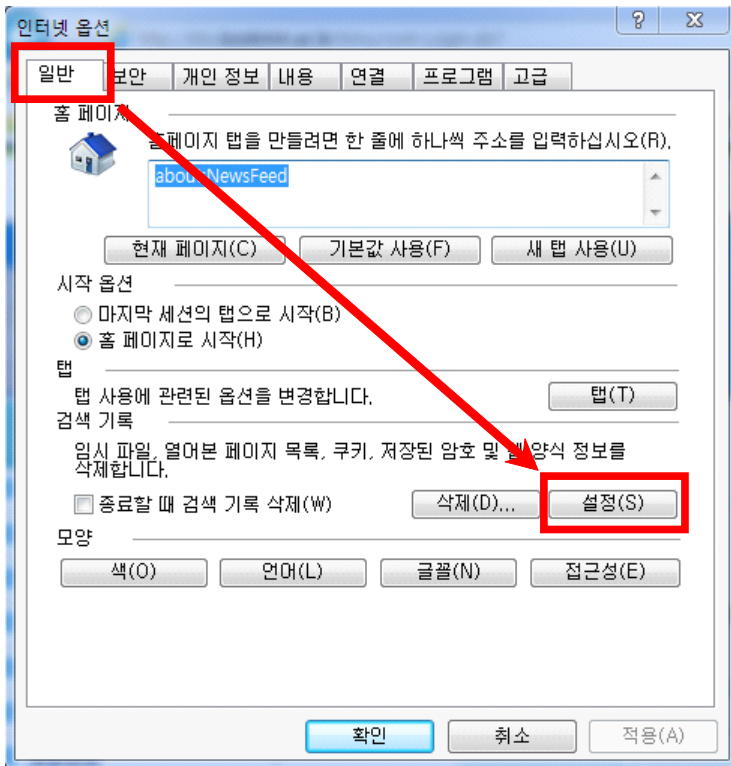 인터넷 옵션
일반 보안 개인 정보 내용 연결 프로그램 고급
홈 페이지
홈페이지 탭을 만들려면 한 줄에 하나씩 주소를 입력하십시오(R).
about:NewsFeed
현재 페이지(C) 기본값 사용(F) 새 탭 사용(U)
시작 옵션
마지막 세션의 탭으로 시작(B)
홈 페이지로 시작(H)
탭
탭 사용에 관련된 옵션을 변경합니다. 탭(T)
검색 기록
임시 파일, 열어본 페이지 목록, 쿠키, 저장된 암호 및 웹 양식 정보를
삭제합니다.
종료할 때 검색 기록 삭제(W) 삭제(D)... 설정(S)
모양
색(O) 언어(L) 글꼴(N) 접근성(E)
확인 취소 적용(A)